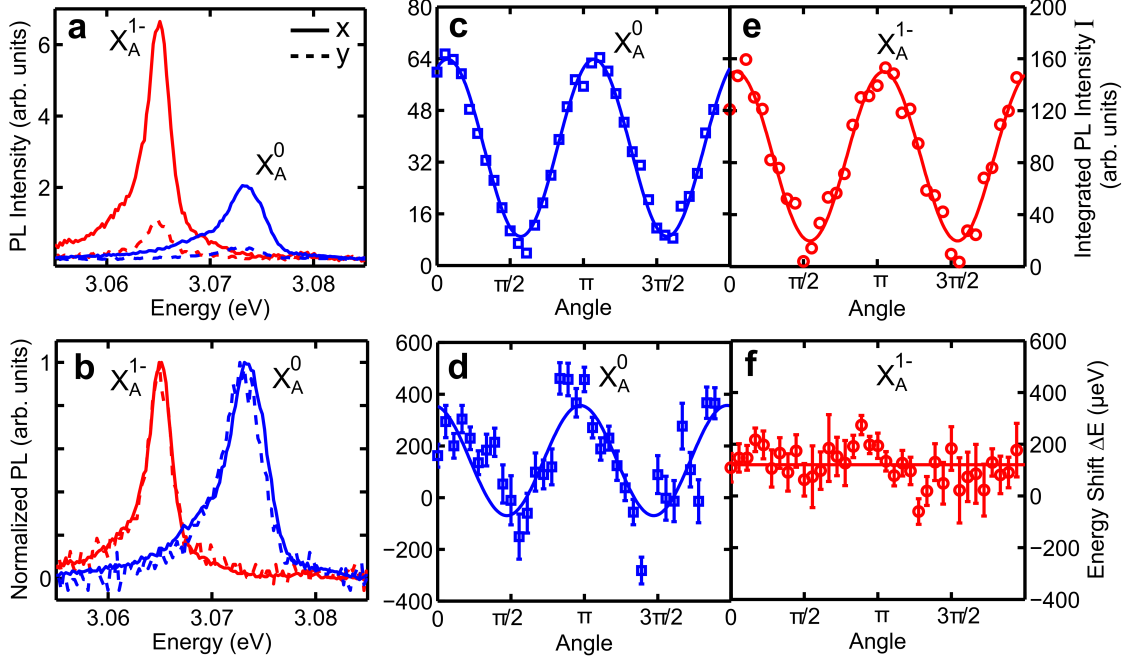 a
X_A^1-
x
y
X_A^0
6
4
2
PL Intensity (arb. units)
3.06 3.07 3.08
Energy (eV)
c
X_A^0
80
64
48
32
16
0
0 π/2 π 3π/2
Angle
e
X_A^1-
200
160
120
80
40
0
Integrated PL Intensity I
(arb. units)
0 π/2 π 3π/2
Angle
b
X_A^1-
X_A^0
1
0
Normalized PL (arb. units)
3.06 3.07 3.08
Energy (eV)
d
X_A^0
600
400
200
0
−200
−400
0 π/2 π 3π/2
Angle
f
X_A^1-
600
400
200
0
−200
−400
Energy Shift ΔE (μeV)
0 π/2 π 3π/2
Angle